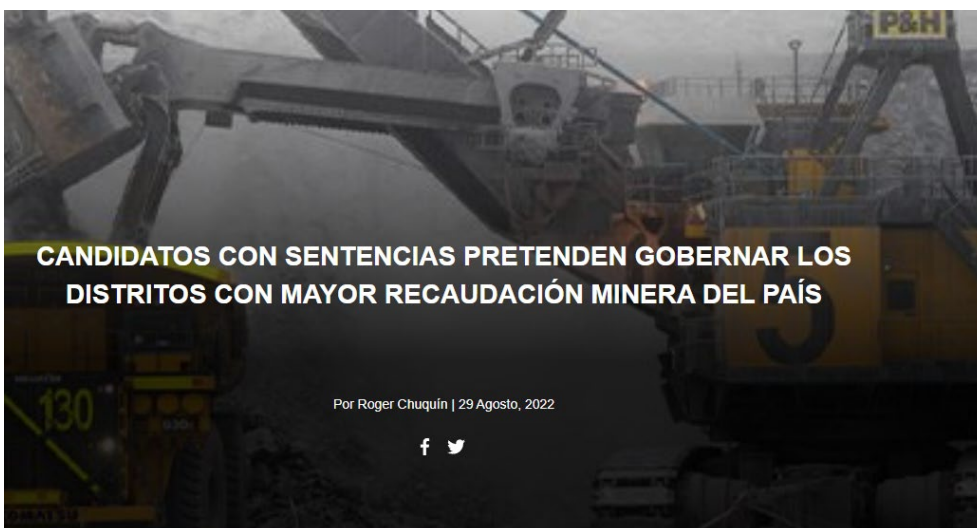 P&H
CANDIDATOS CON SENTENCIAS PRETENDEN GOBERNAR LOS
DISTRITOS CON MAYOR RECAUDACIÓN MINERA DEL PAÍS
5
130
Por Roger Chuquín | 29 Agosto, 2022